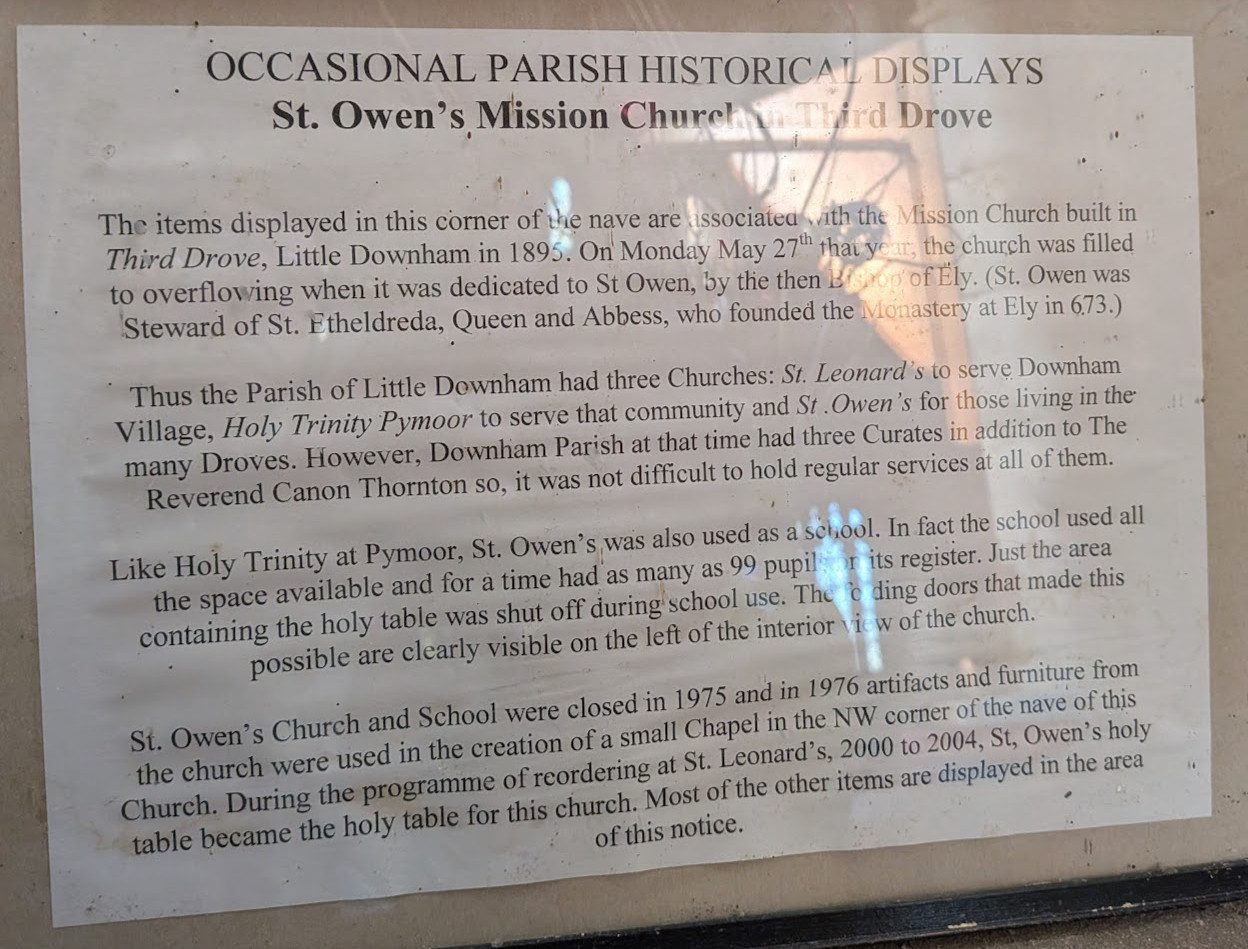 OCCASIONAL PARISH HISTORICAL DISPLAYS
St. Owen's Mission Church in Third Drove
The items displayed in this corner of the nave are associated with the Mission Church built in
Third Drove, Little Downham in 1895. On Monday May 27th that year, the church was filled
to overflowing when it was dedicated to St Owen, by the then Bishop of Ely. (St. Owen was
Steward of St. Etheldreda, Queen and Abbess, who founded the Monastery at Ely in 673.)
Thus the Parish of Little Downham had three Churches: St. Leonard's to serve Downham
Village, Holy Trinity Pymoor to serve that community and St .Owen's for those living in the
many Droves. However, Downham Parish at that time had three Curates in addition to The
Reverend Canon Thornton so, it was not difficult to hold regular services at all of them.
Like Holy Trinity at Pymoor, St. Owen's was also used as a school. In fact the school used all
the space available and for a time had as many as 99 pupils on its register. Just the area
containing the holy table was shut off during school use. The folding doors that made this
possible are clearly visible on the left of the interior view of the church.
St. Owen's Church and School were closed in 1975 and in 1976 artifacts and furniture from
the church were used in the creation of a small Chapel in the NW corner of the nave of this
Church. During the programme of reordering at St. Leonard's, 2000 to 2004, St, Owen's holy
table became the holy table for this church. Most of the other items are displayed in the area
of this notice.